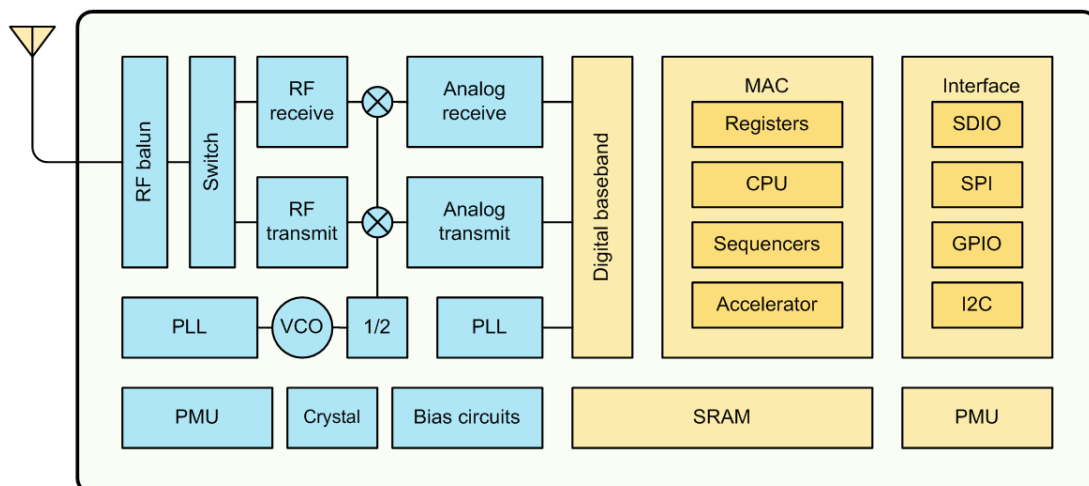 RF balun
Switch
RF
receive
Analog
receive
RF
transmit
Analog
transmit
PLL
VCO
1/2
PLL
Digital baseband
MAC
Registers
CPU
Sequencers
Accelerator
Interface
SDIO
SPI
GPIO
I2C
PMU
Crystal
Bias circuits
SRAM
PMU